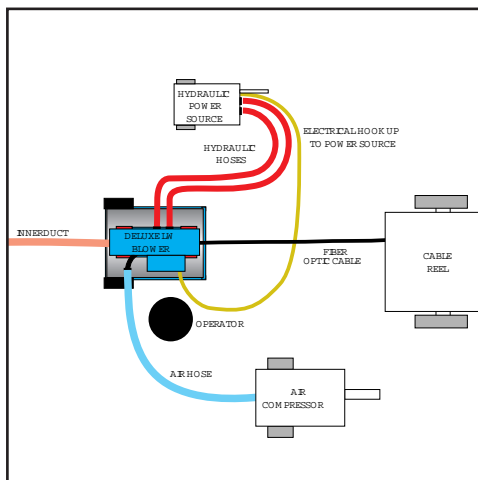 HYDRAULIC
POWER
SOURCE
ELECTRICAL HOOK UP
TO POWER SOURCE
HYDRAULIC
HOSES
INNERDUCT
DELUXE LW
BLOWER
FIBER
OPTIC CABLE
CABLE
REEL
OPERATOR
AIR HOSE
AIR
COMPRESSOR